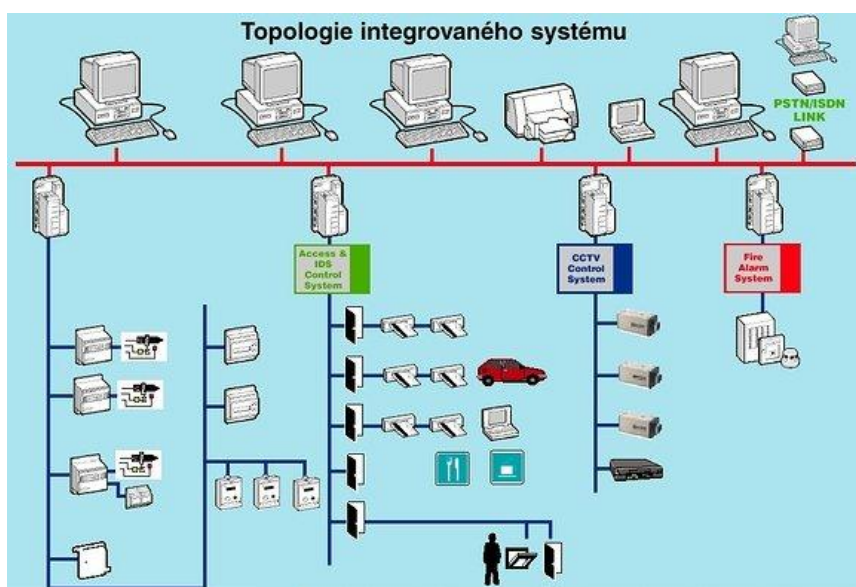 Topologie integrovaného systému
PSTN/ISDN
LINK
Access &
IDS
Control
System
CCTV
Control
System
Fire
Alarm
System